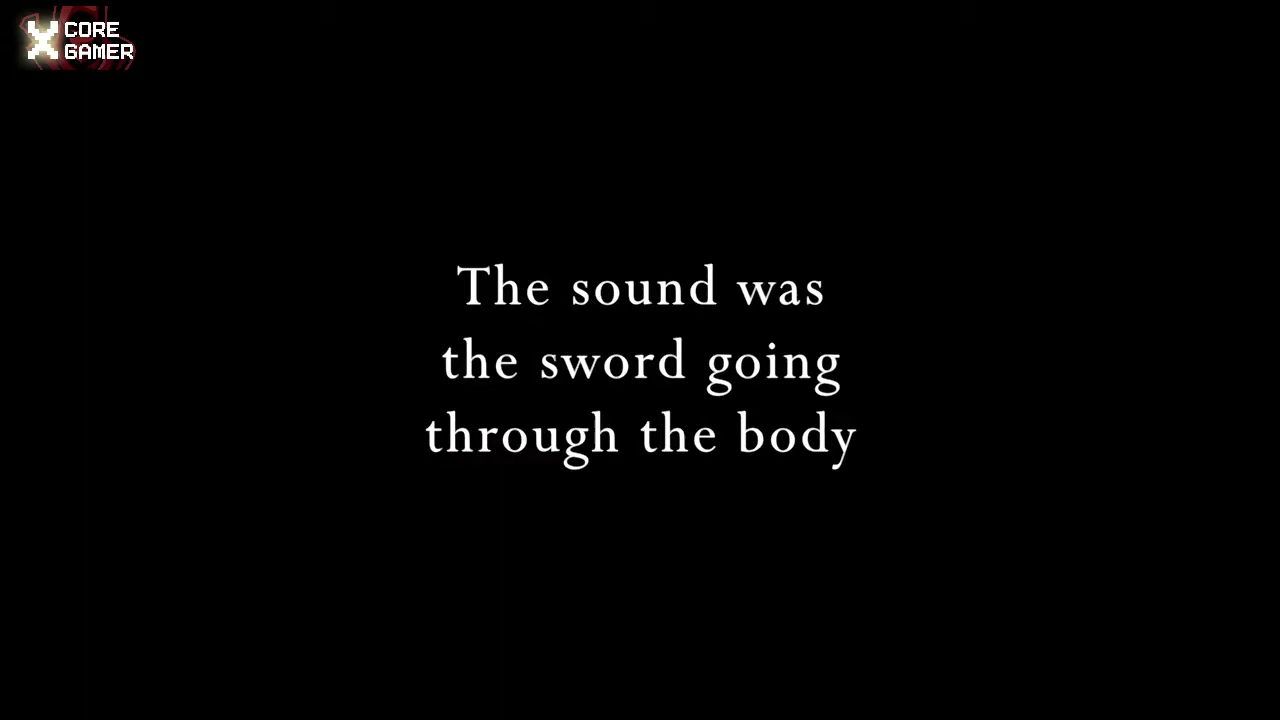 CORE
GAMER
The sound was
the sword going
through the body